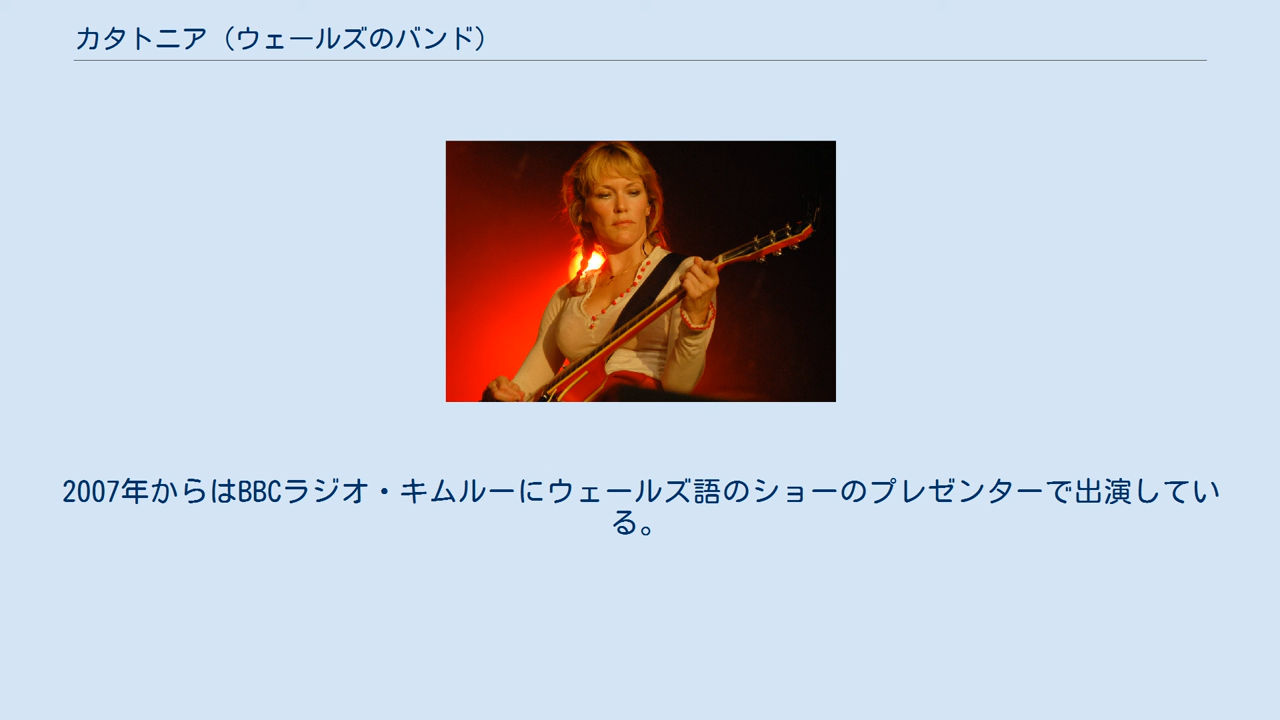 カタトニア（ウェールズのバンド）
2007年からはBBCラジオ・キムルーにウェールズ語のショーのプレゼンターで出演してい
る。